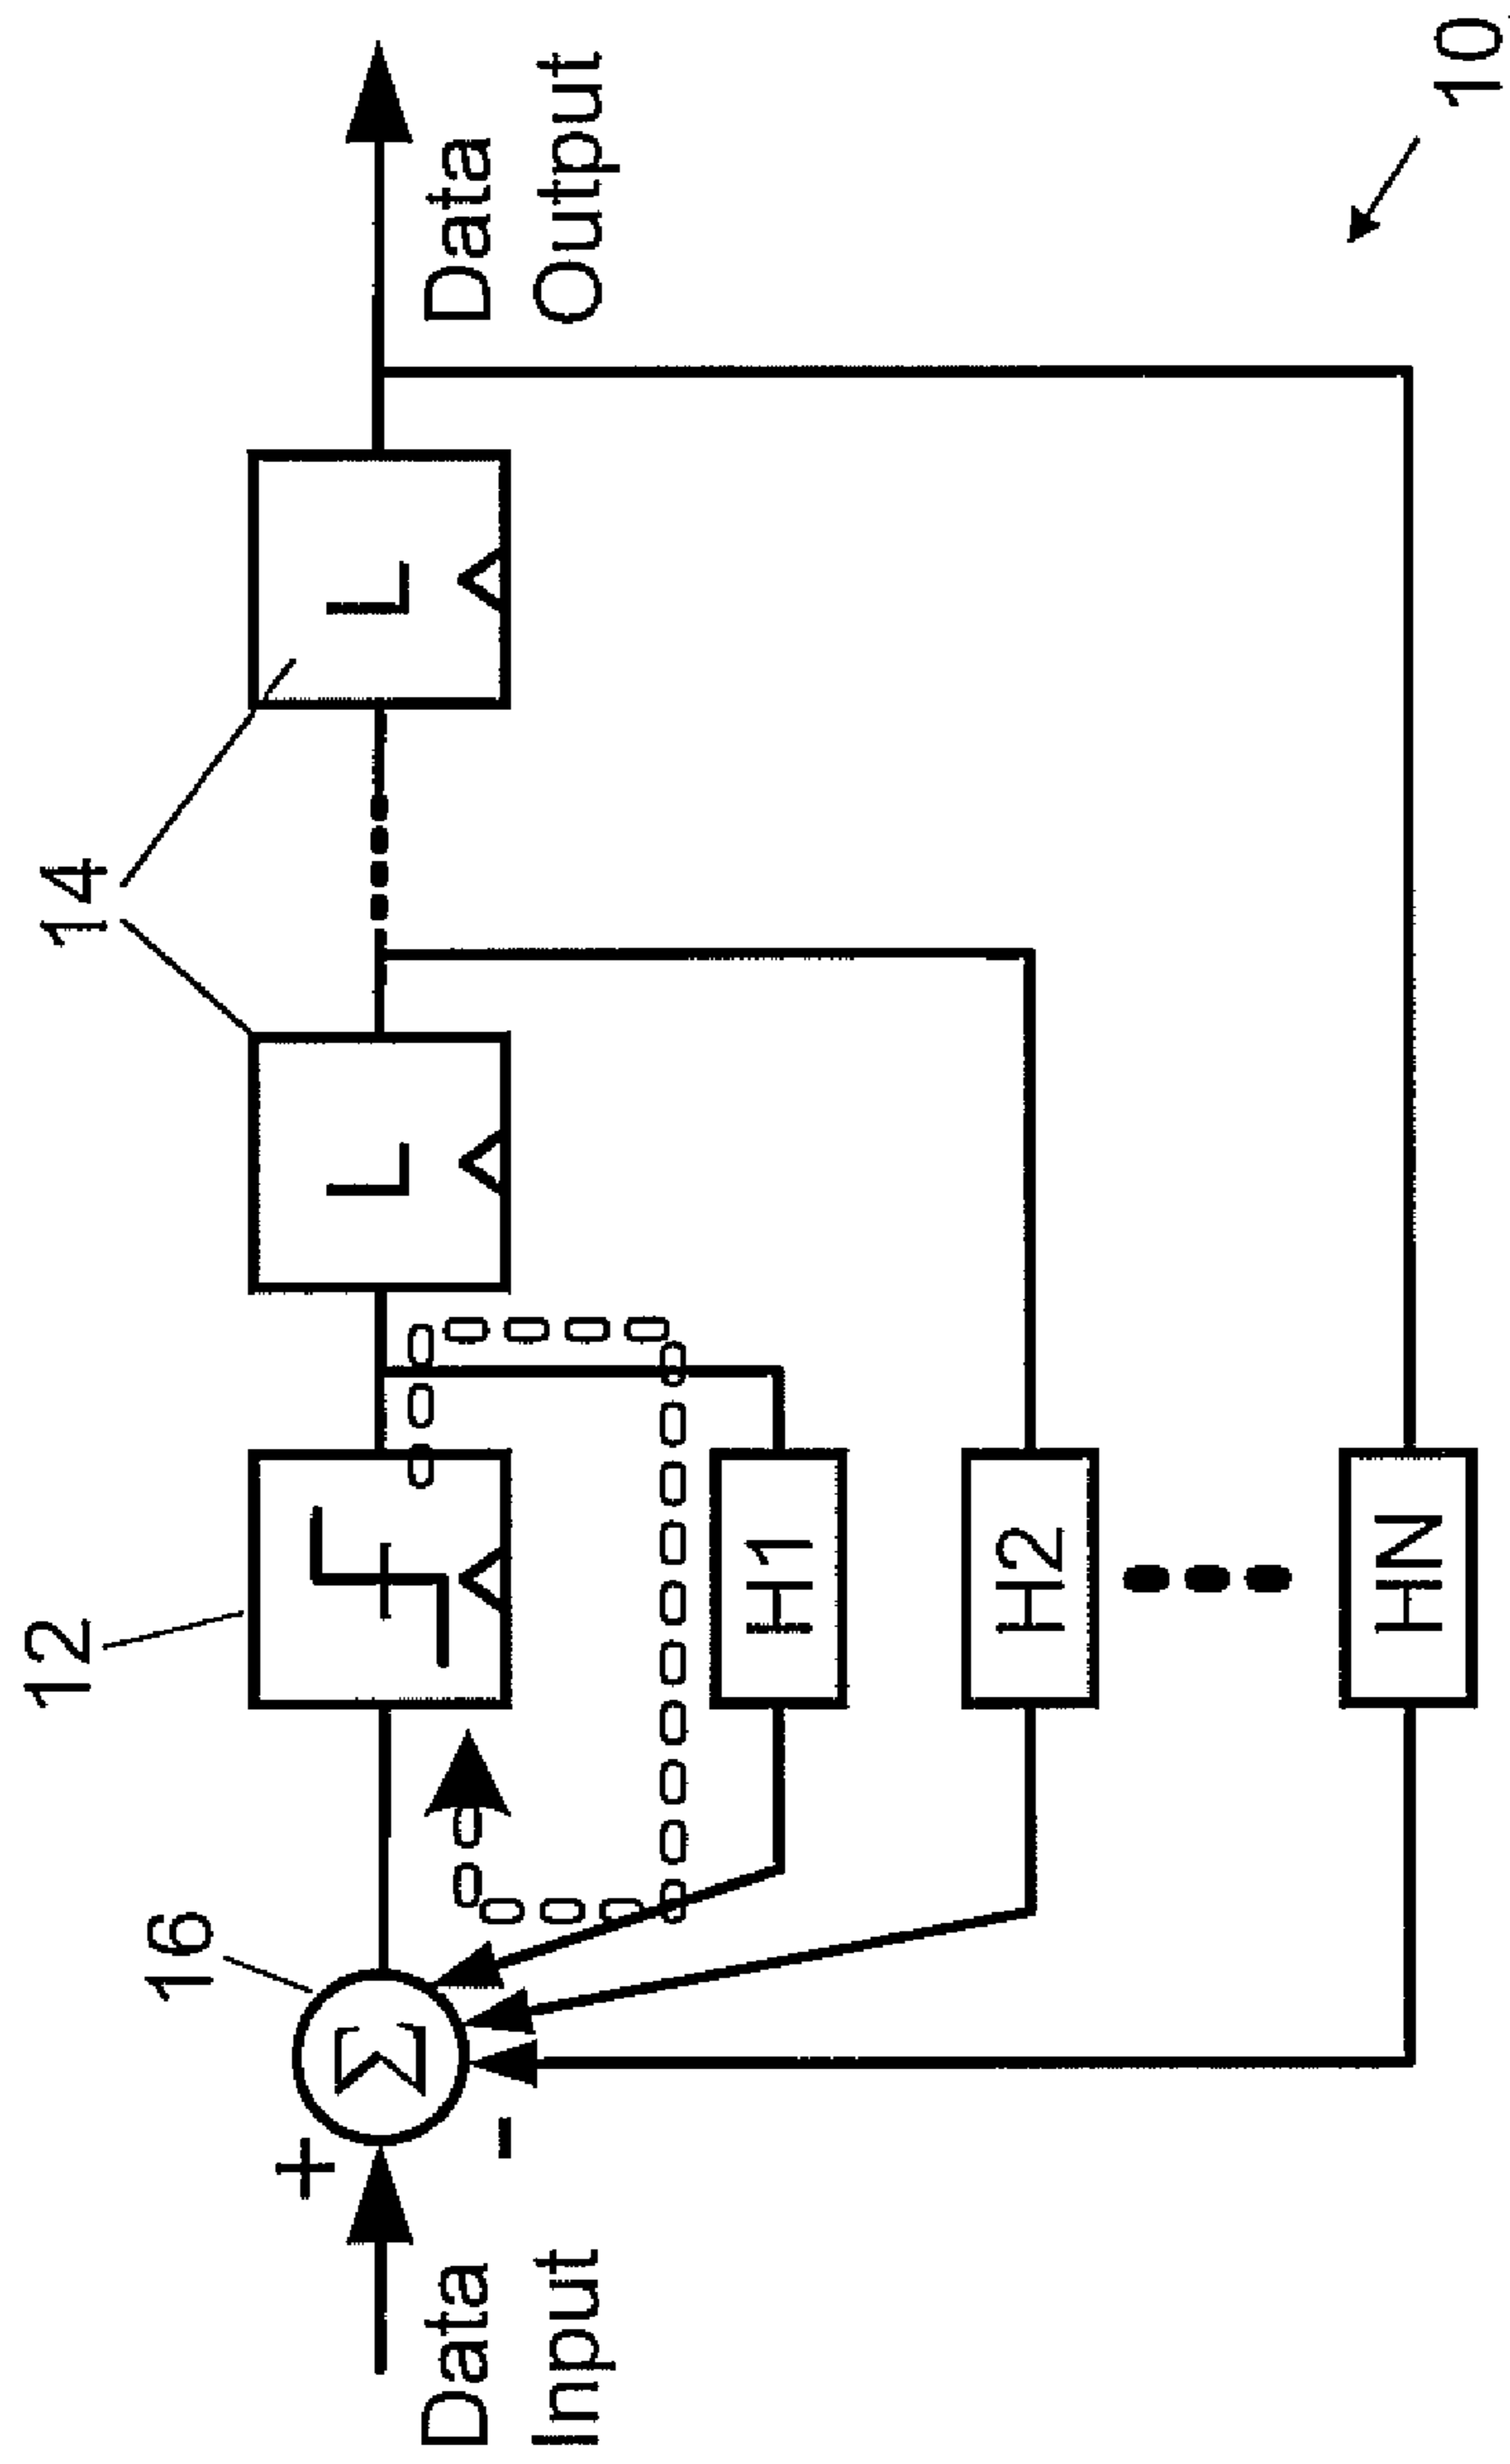 12
14
16
Σ
L
L
+
-
Data
Input
Data
Output
H1
H2
HN
10